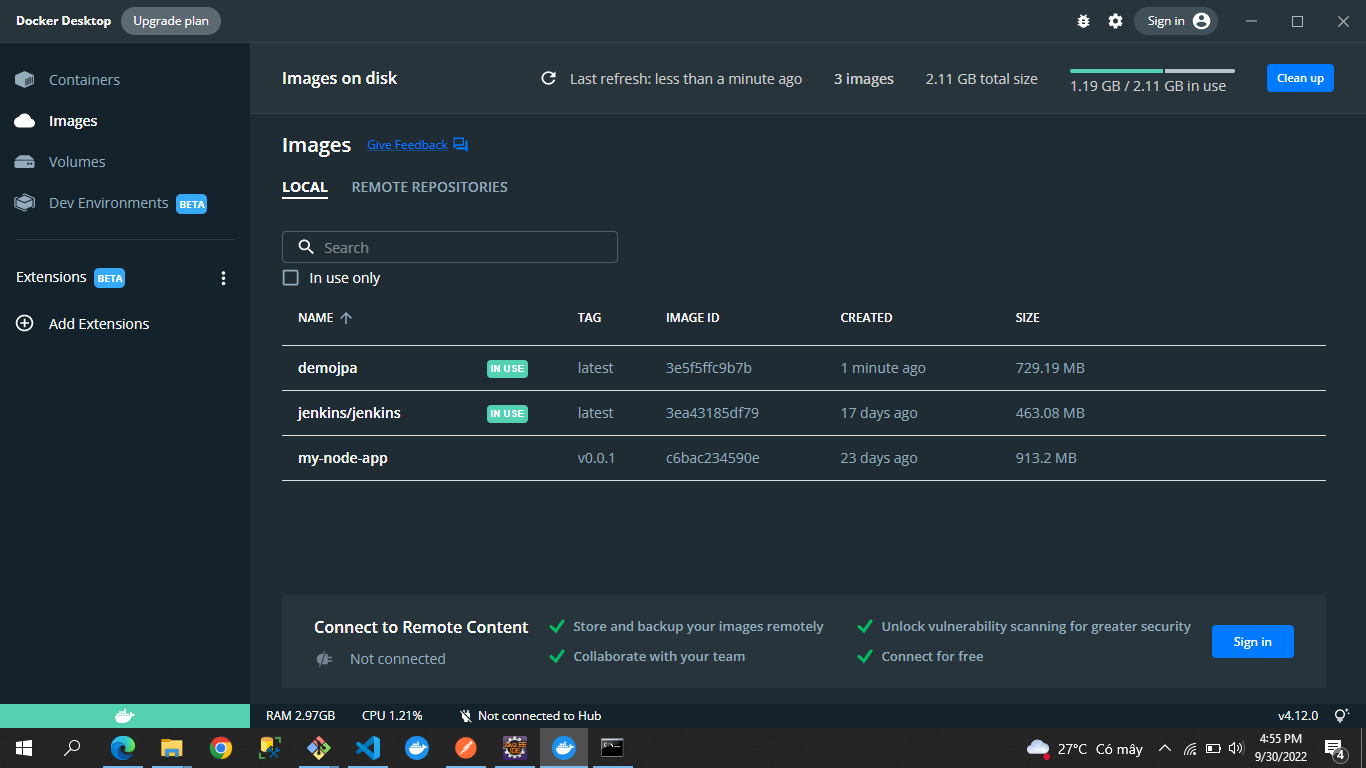 Docker Desktop Upgrade plan Sign in
Containers
Images
Volumes
Dev Environments BETA
Extensions BETA
Add Extensions
Images on disk Last refresh: less than a minute ago 3 images 2.11 GB total size 1.19 GB / 2.11 GB in use Clean up
Images Give Feedback
LOCAL REMOTE REPOSITORIES
Search
In use only
NAME TAG IMAGE ID CREATED SIZE
demojpa IN USE latest 3e5f5ffc9b7b 1 minute ago 729.19 MB
jenkins/jenkins IN USE latest 3ea43185df79 17 days ago 463.08 MB
my-node-app v0.0.1 c6bac234590e 23 days ago 913.2 MB
Connect to Remote Content Store and backup your images remotely Unlock vulnerability scanning for greater security Sign in
Not connected Collaborate with your team Connect for free
RAM 2.97GB CPU 1.21% Not connected to Hub v4.12.0
27°C Có mây 4:55 PM
9/30/2022 4